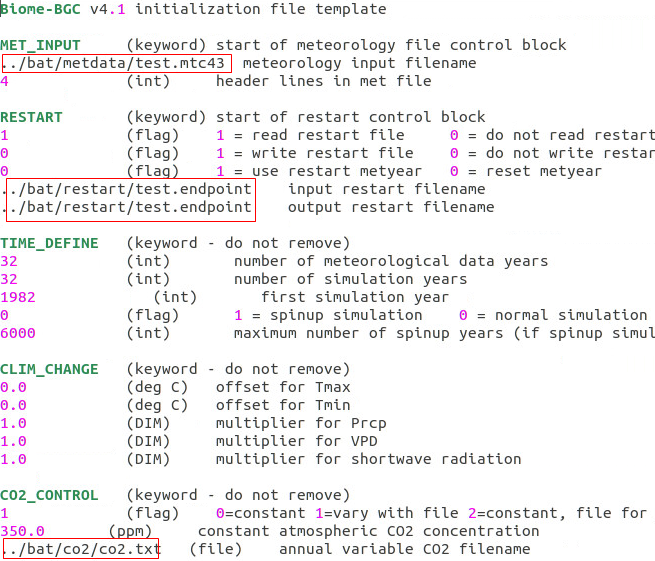 Biome-BGC v4.1 initialization file template
MET_INPUT (keyword) start of meteorology file control block
../bat/metdata/test.mtc43 meteorology input filename
4 (int) header lines in met file
RESTART (keyword) start of restart control block
1 (flag) 1 = read restart file 0 = do not read restart
0 (flag) 1 = write restart file 0 = do not write restar
0 (flag) 1 = use restart metyear 0 = reset metyear
../bat/restart/test.endpoint input restart filename
../bat/restart/test.endpoint output restart filename
TIME_DEFINE (keyword - do not remove)
32 (int) number of meteorological data years
32 (int) number of simulation years
1982 (int) first simulation year
0 (flag) 1 = spinup simulation 0 = normal simulation
6000 (int) maximum number of spinup years (if spinup simul
CLIM_CHANGE (keyword - do not remove)
0.0 (deg C) offset for Tmax
0.0 (deg C) offset for Tmin
1.0 (DIM) multiplier for Prcp
1.0 (DIM) multiplier for VPD
1.0 (DIM) multiplier for shortwave radiation
CO2_CONTROL (keyword - do not remove)
1 (flag) 0=constant 1=vary with file 2=constant, file for
350.0 (ppm) constant atmospheric CO2 concentration
../bat/co2/co2.txt (file) annual variable CO2 filename